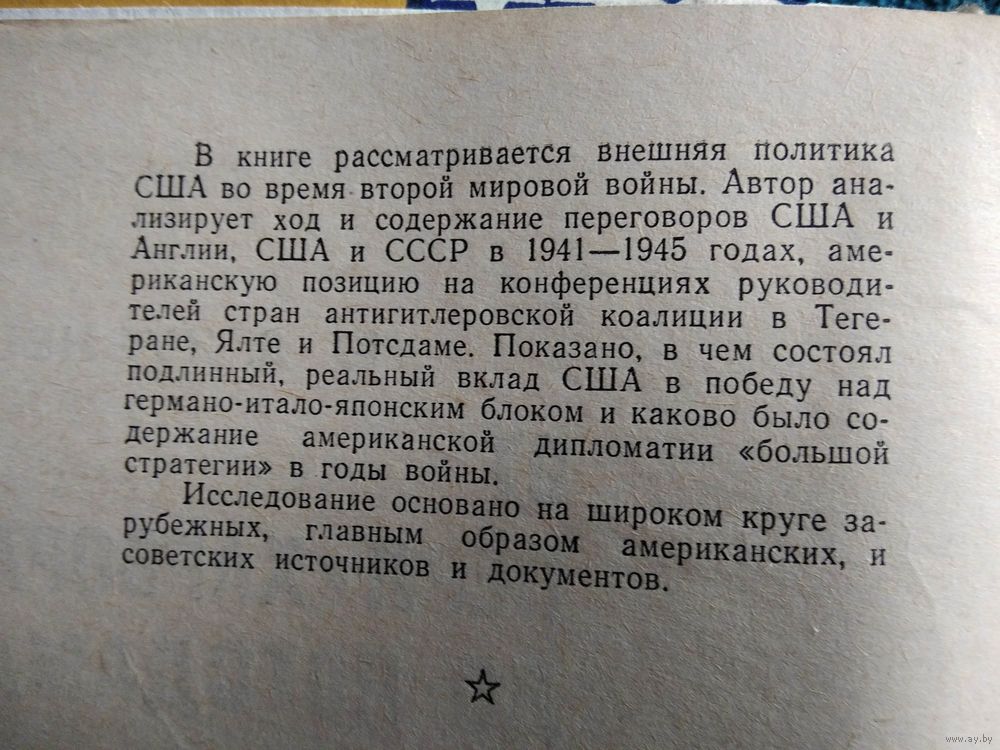 В книге рассматривается внешняя политика
США во время второй мировой войны. Автор ана-
лизирует ход и содержание переговоров США и
Англии, США и СССР в 1941—1945 годах, аме-
риканскую позицию на конференциях руководи-
телей стран антигитлеровской коалиции в Теге-
ране, Ялте и Потсдаме. Показано, в чем состоял
подлинный, реальный вклад США в победу над
германо-итало-японским блоком и каково было со-
держание американской дипломатии «большой
стратегии» в годы войны.
Исследование основано на широком круге за-
рубежных, главным образом американских, и
советских источников и документов.
www.ay.by